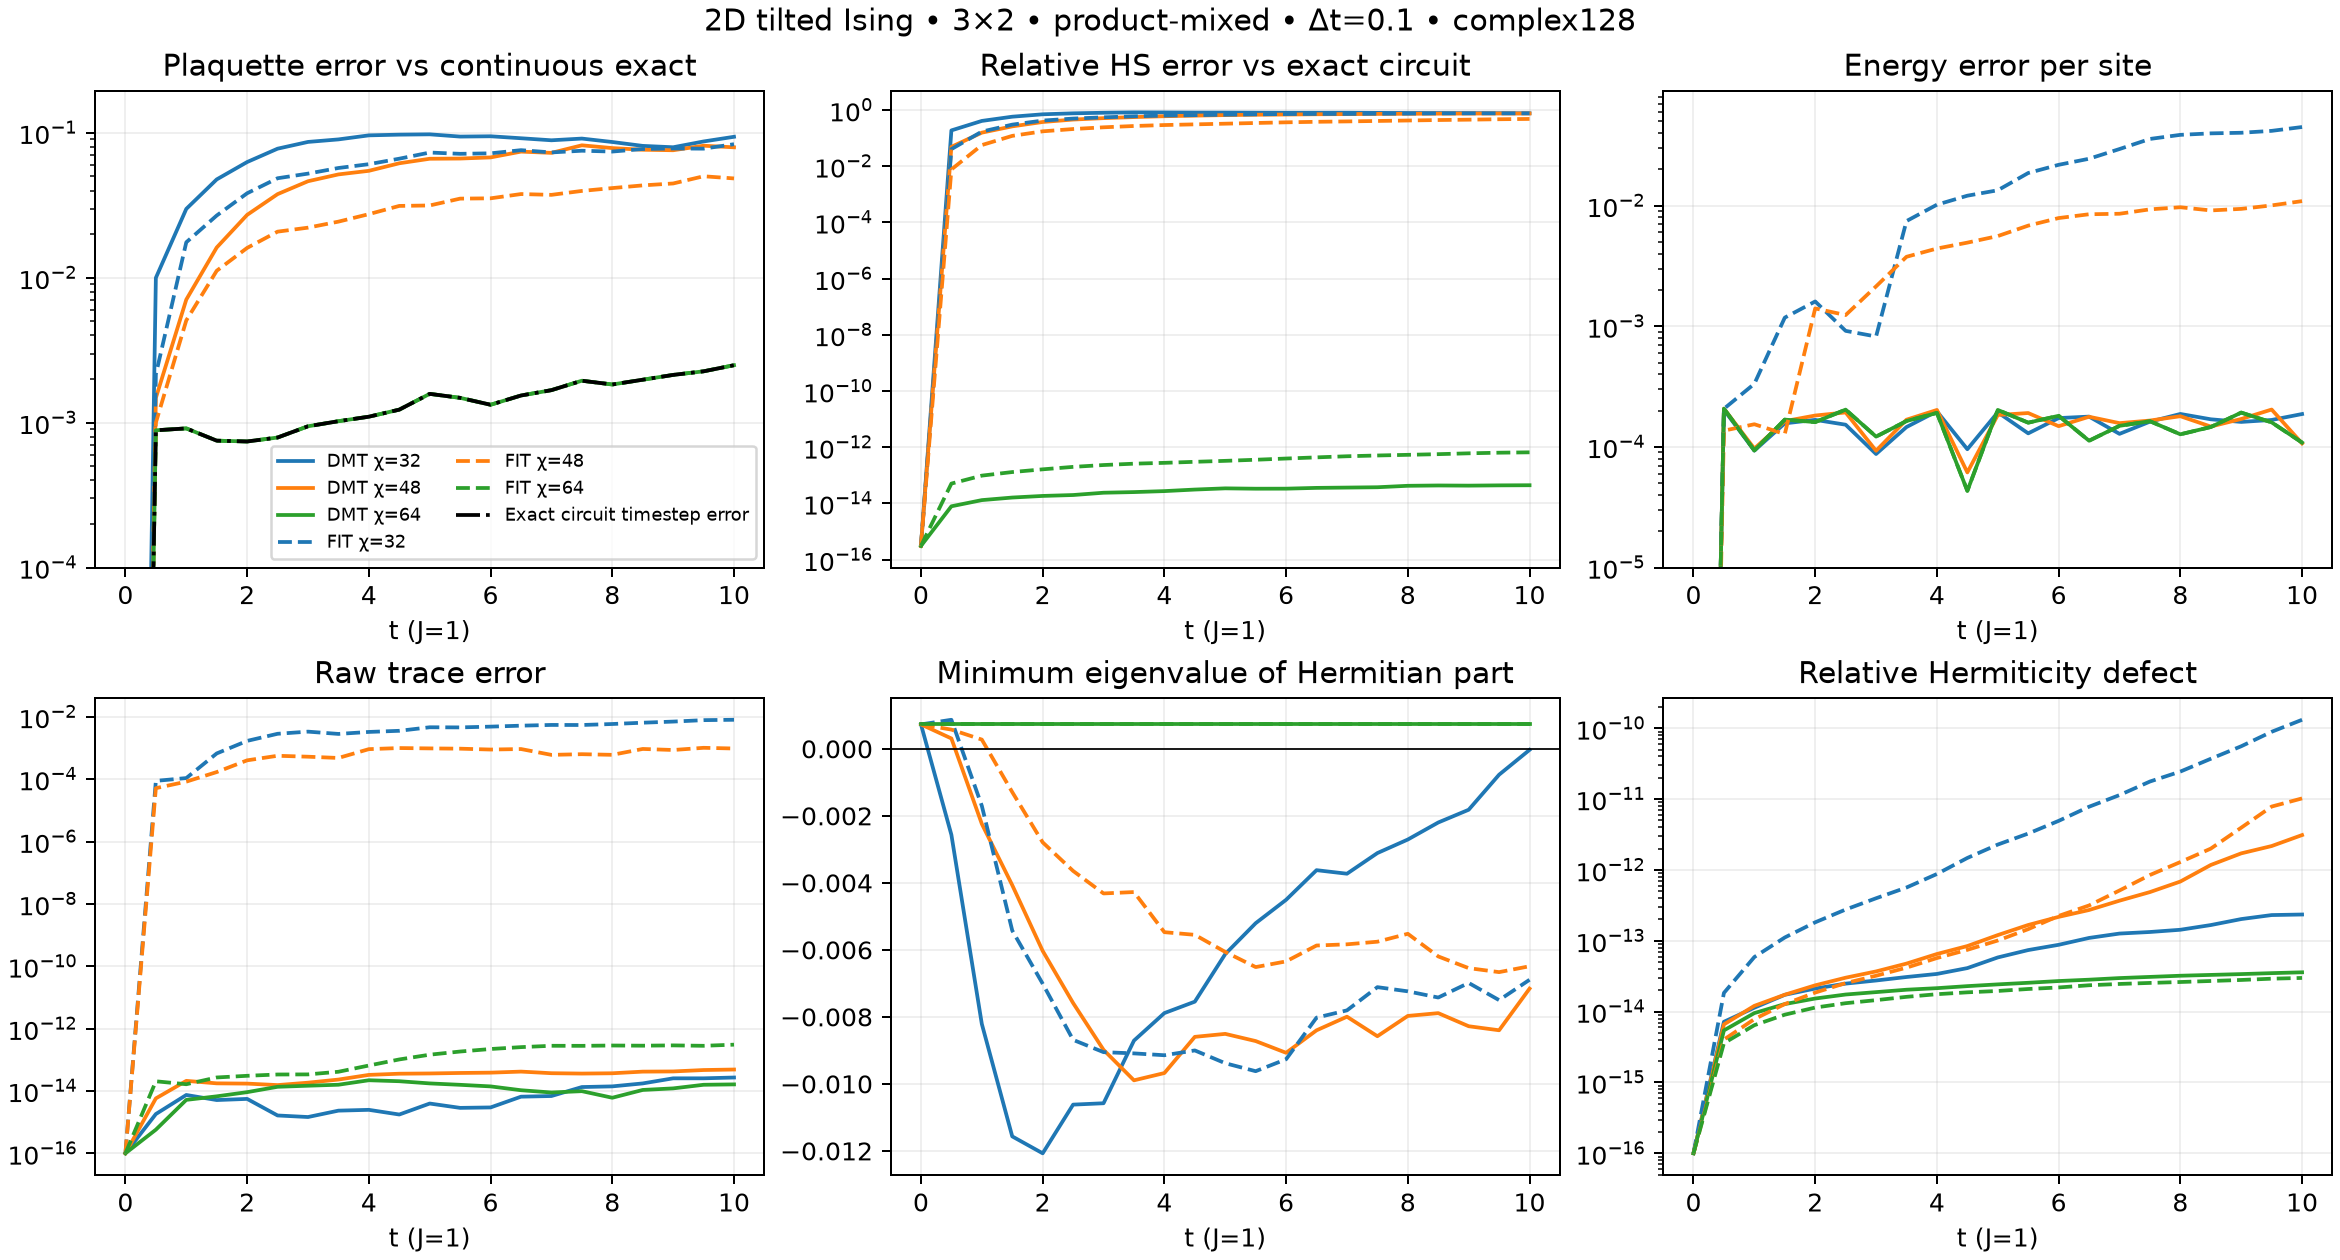 2D tilted Ising • 3×2 • product-mixed • Δt=0.1 • complex128
Plaquette error vs continuous exact
10⁻¹
10⁻²
10⁻³
10⁻⁴
DMT χ=32
DMT χ=48
DMT χ=64
FIT χ=32
FIT χ=48
FIT χ=64
Exact circuit timestep error
0 2 4 6 8 10
t (J=1)
Relative HS error vs exact circuit
10⁰
10⁻²
10⁻⁴
10⁻⁶
10⁻⁸
10⁻¹⁰
10⁻¹²
10⁻¹⁴
10⁻¹⁶
0 2 4 6 8 10
t (J=1)
Energy error per site
10⁻²
10⁻³
10⁻⁴
10⁻⁵
0 2 4 6 8 10
t (J=1)
Raw trace error
10⁻²
10⁻⁴
10⁻⁶
10⁻⁸
10⁻¹⁰
10⁻¹²
10⁻¹⁴
10⁻¹⁶
0 2 4 6 8 10
t (J=1)
Minimum eigenvalue of Hermitian part
0.000
−0.002
−0.004
−0.006
−0.008
−0.010
−0.012
0 2 4 6 8 10
t (J=1)
Relative Hermiticity defect
10⁻¹⁰
10⁻¹¹
10⁻¹²
10⁻¹³
10⁻¹⁴
10⁻¹⁵
10⁻¹⁶
0 2 4 6 8 10
t (J=1)